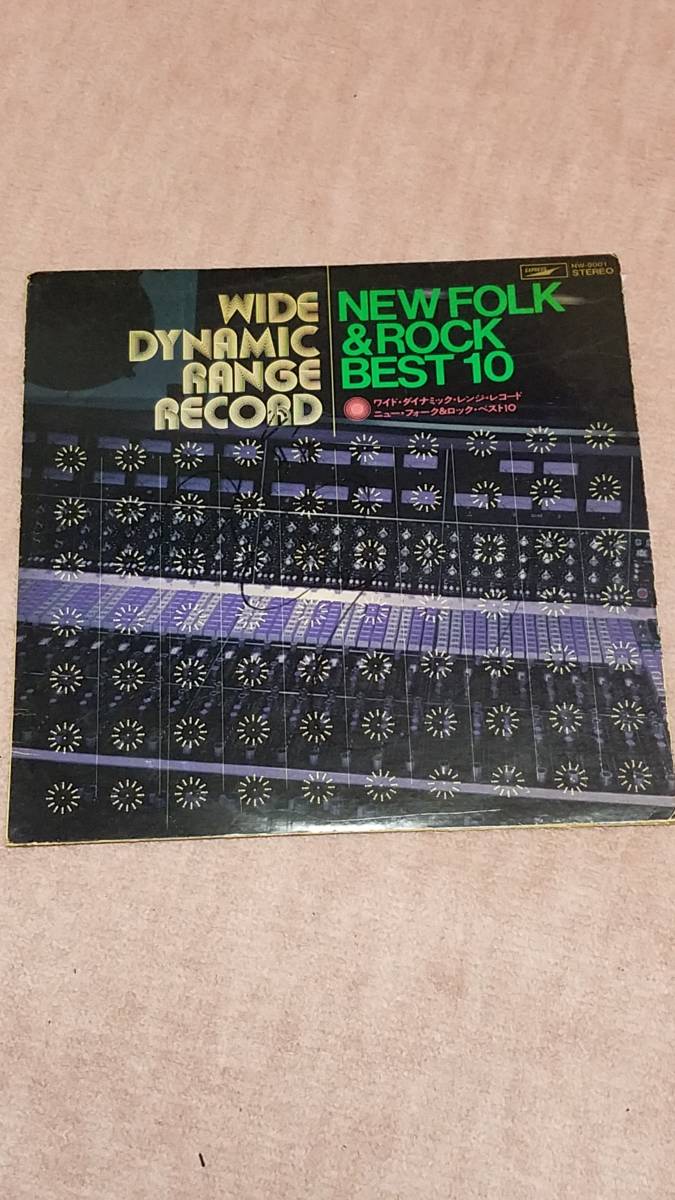 WIDE
DYNAMIC
RANGE
RECORD
NEW FOLK
& ROCK
BEST 10
ワイド・ダイナミック・レンジ・レコード
ニュー・フォーク&ロック・ベスト10
EXPRESS
NW-9001
STEREO